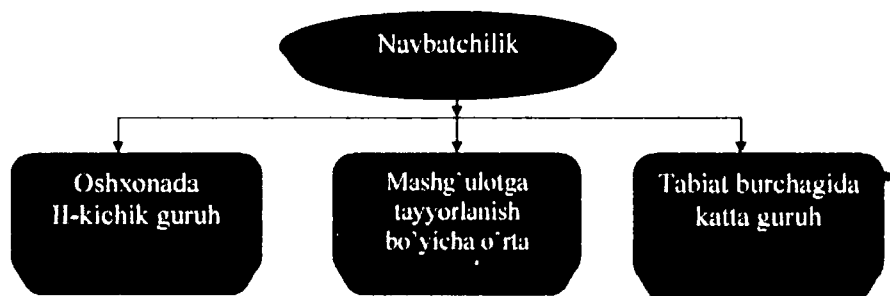 Navbatchilik
Oshxonada
II-kichik guruh
Mashg`ulotga
tayyorlanish
bo`yicha o`rta
Tabiat burchagida
katta guruh